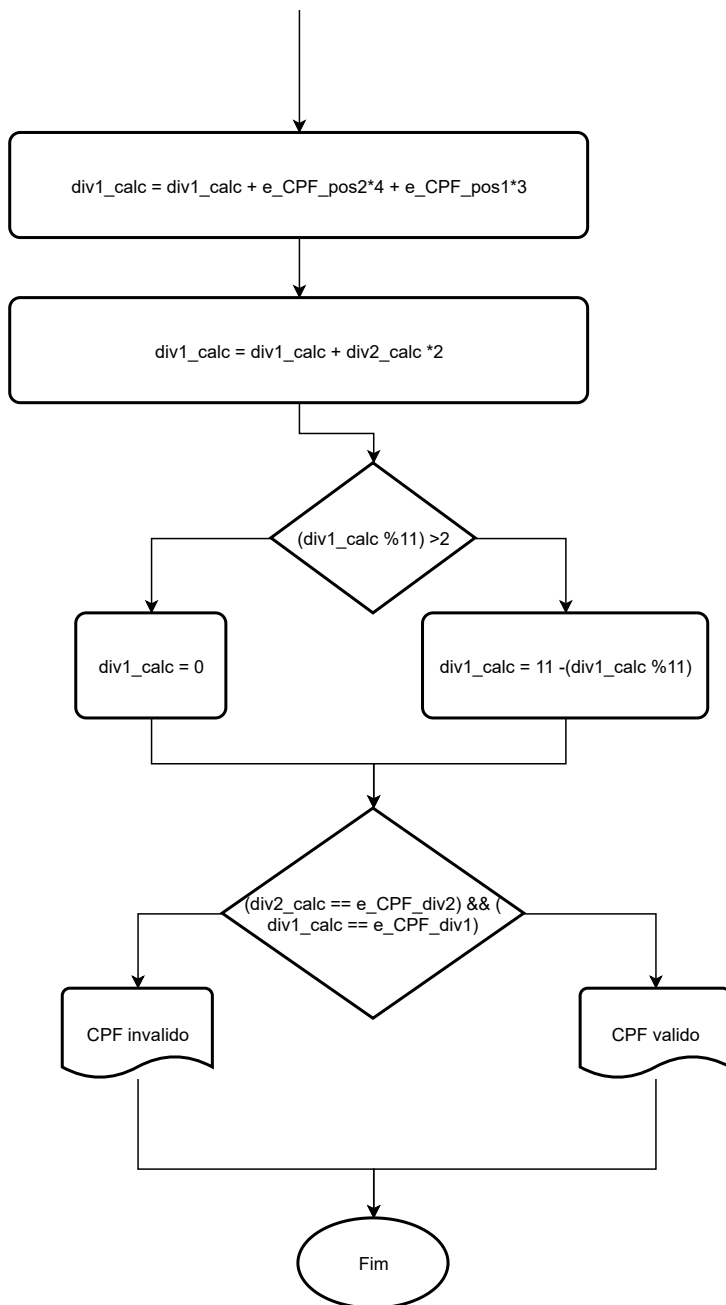 div1_calc = div1_calc + e_CPF_pos2*4 + e_CPF_pos1*3
div1_calc = div1_calc + div2_calc *2
(div1_calc %11) >2
div1_calc = 0
div1_calc = 11 -(div1_calc %11)
(div2_calc == e_CPF_div2) && (
div1_calc == e_CPF_div1)
CPF invalido
CPF valido
Fim